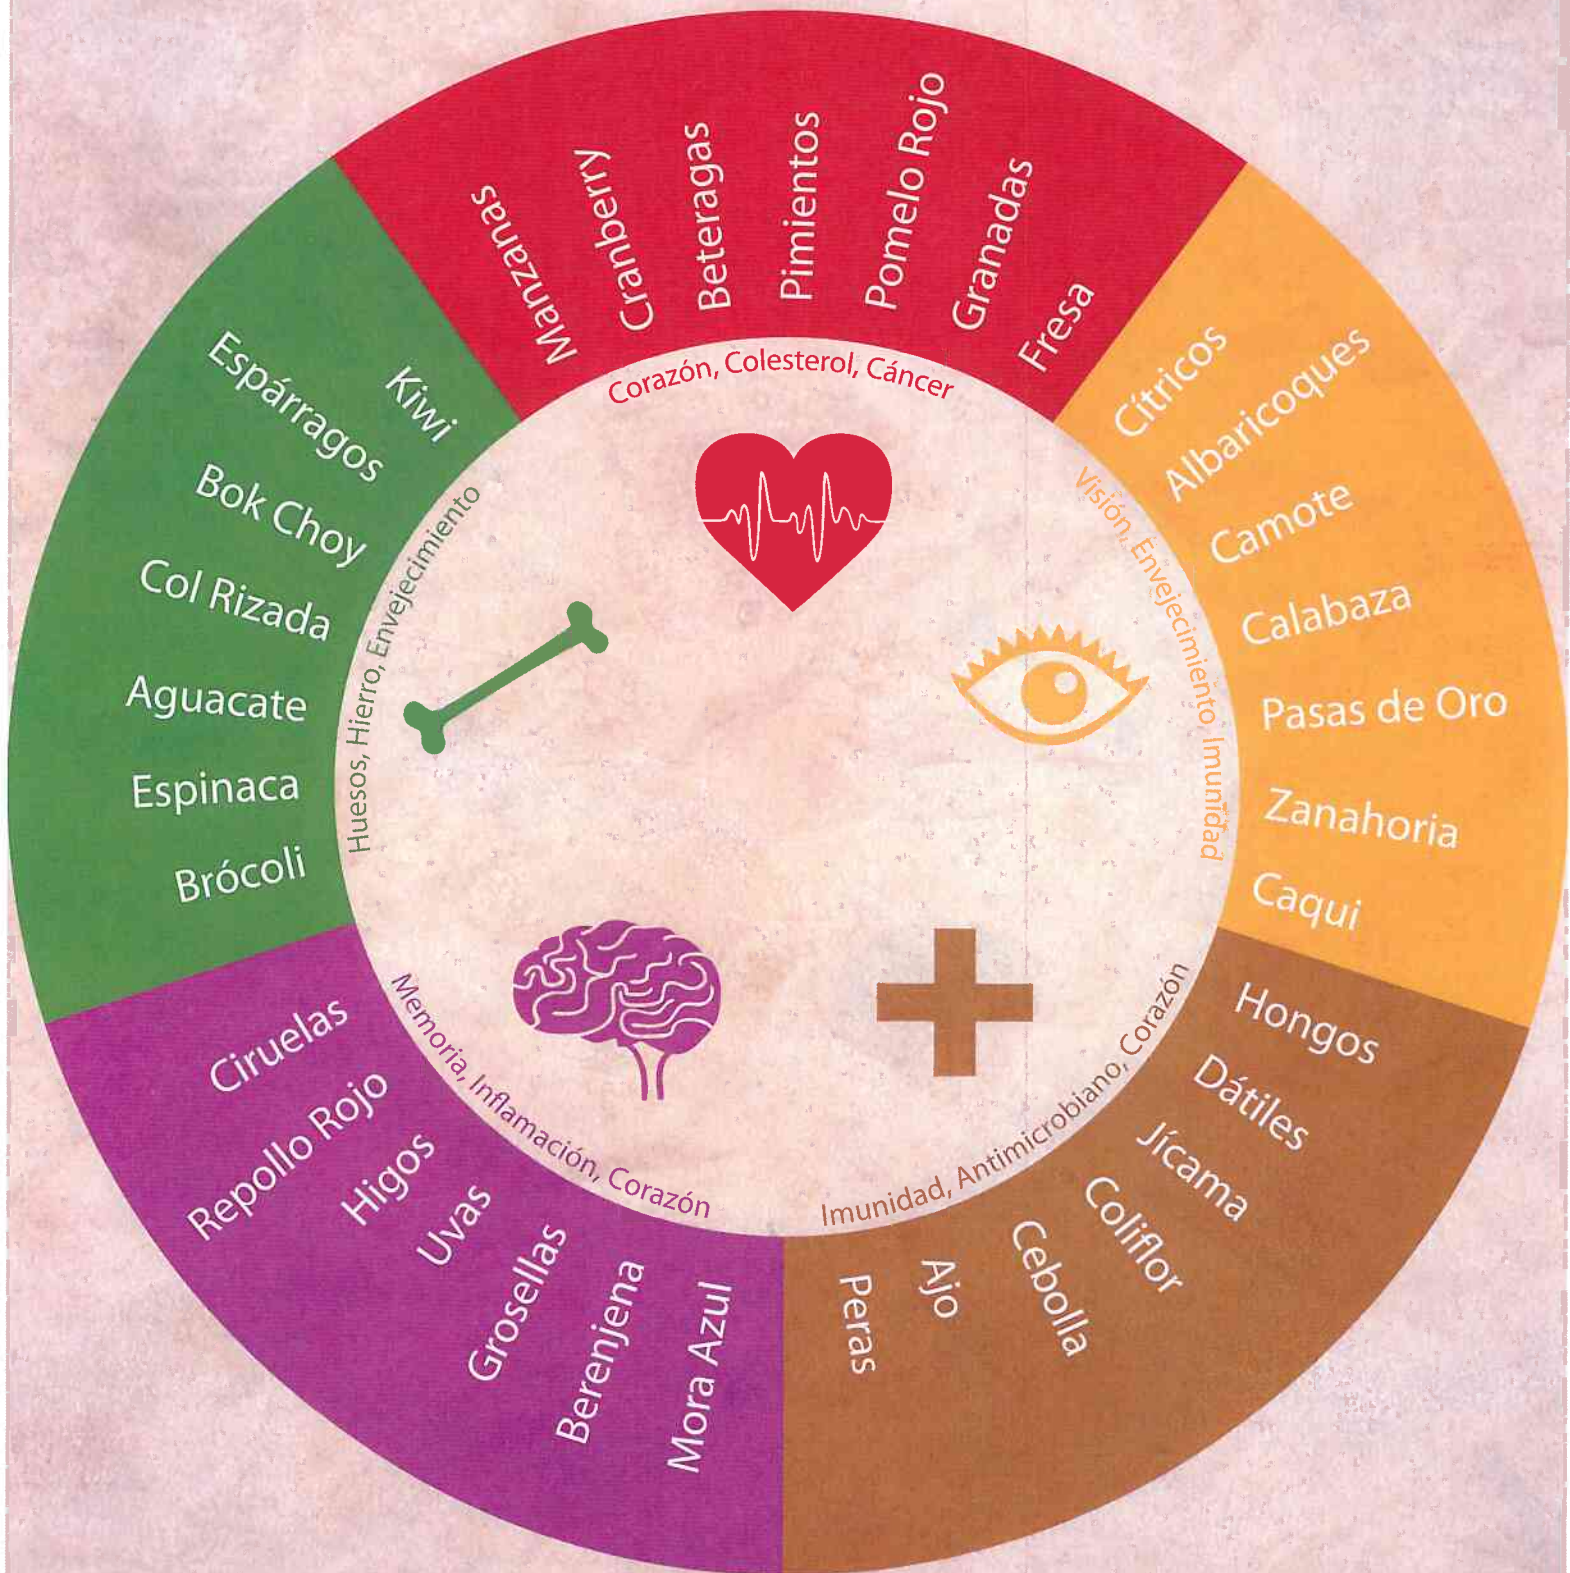 Manzanas
Cranberry
Beteragas
Pimientos
Pomelo Rojo
Granadas
Fresa
Corazón, Colesterol, Cáncer
Cítricos
Albaricoques
Camote
Calabaza
Pasas de Oro
Zanahoria
Caqui
Visión, Envejecimiento, Imunidad
Hongos
Dátiles
Jícama
Coliflor
Cebolla
Ajo
Peras
Imunidad, Antimicrobiano, Corazón
Mora Azul
Berenjena
Grosellas
Uvas
Higos
Repollo Rojo
Ciruelas
Memoria, Inflamación, Corazón
Brócoli
Espinaca
Aguacate
Col Rizada
Bok Choy
Espárragos
Kiwi
Huesos, Hierro, Envejecimiento